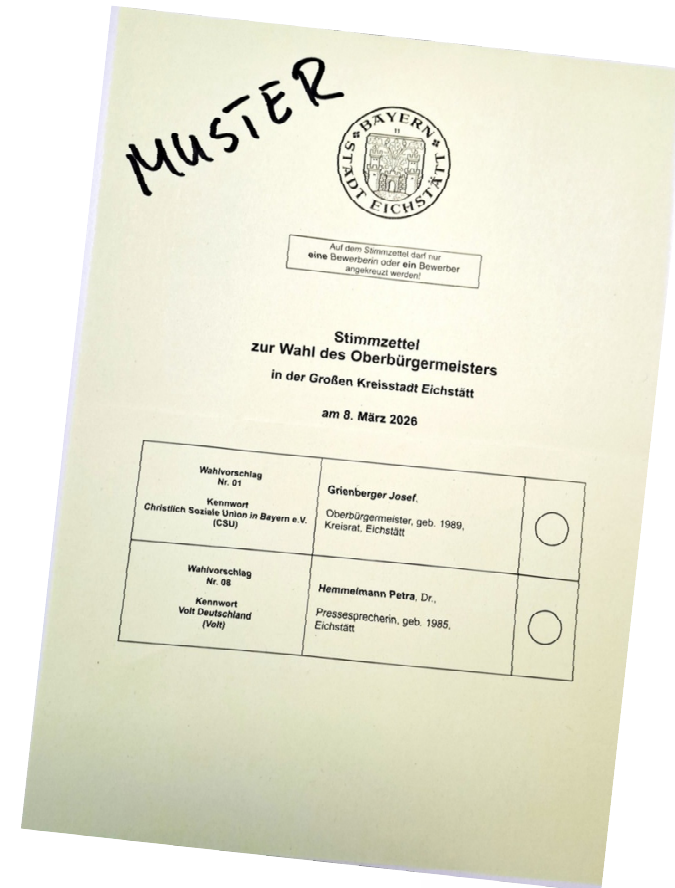 MUSTER
BAYERN
STADT EICHSTÄTT
Auf dem Stimmzettel darf nur
eine Bewerberin oder ein Bewerber
angekreuzt werden!
Stimmzettel
zur Wahl des Oberbürgermeisters
in der Großen Kreisstadt Eichstätt
am 8. März 2026
Wahlvorschlag
Nr. 01
Kennwort
Christlich Soziale Union in Bayern e.V.
(CSU)
Grienberger Josef,
Oberbürgermeister, geb. 1989,
Kreisrat, Eichstätt
Wahlvorschlag
Nr. 08
Kennwort
Volt Deutschland
(Volt)
Hemmelmann Petra, Dr.,
Pressesprecherin, geb. 1985,
Eichstätt